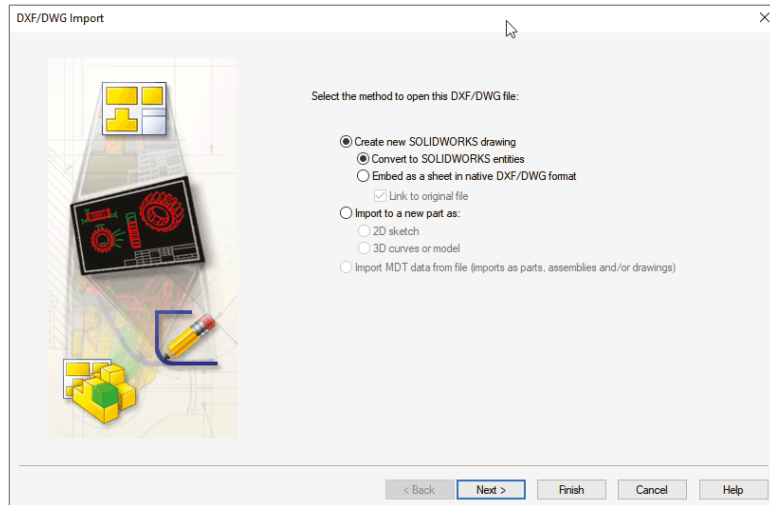 DXF/DWG Import
Select the method to open this DXF/DWG file:
Create new SOLIDWORKS drawing
Convert to SOLIDWORKS entities
Embed as a sheet in native DXF/DWG format
Link to original file
Import to a new part as:
2D sketch
3D curves or model
Import MDT data from file (imports as parts, assemblies and/or drawings)
< Back
Next >
Finish
Cancel
Help